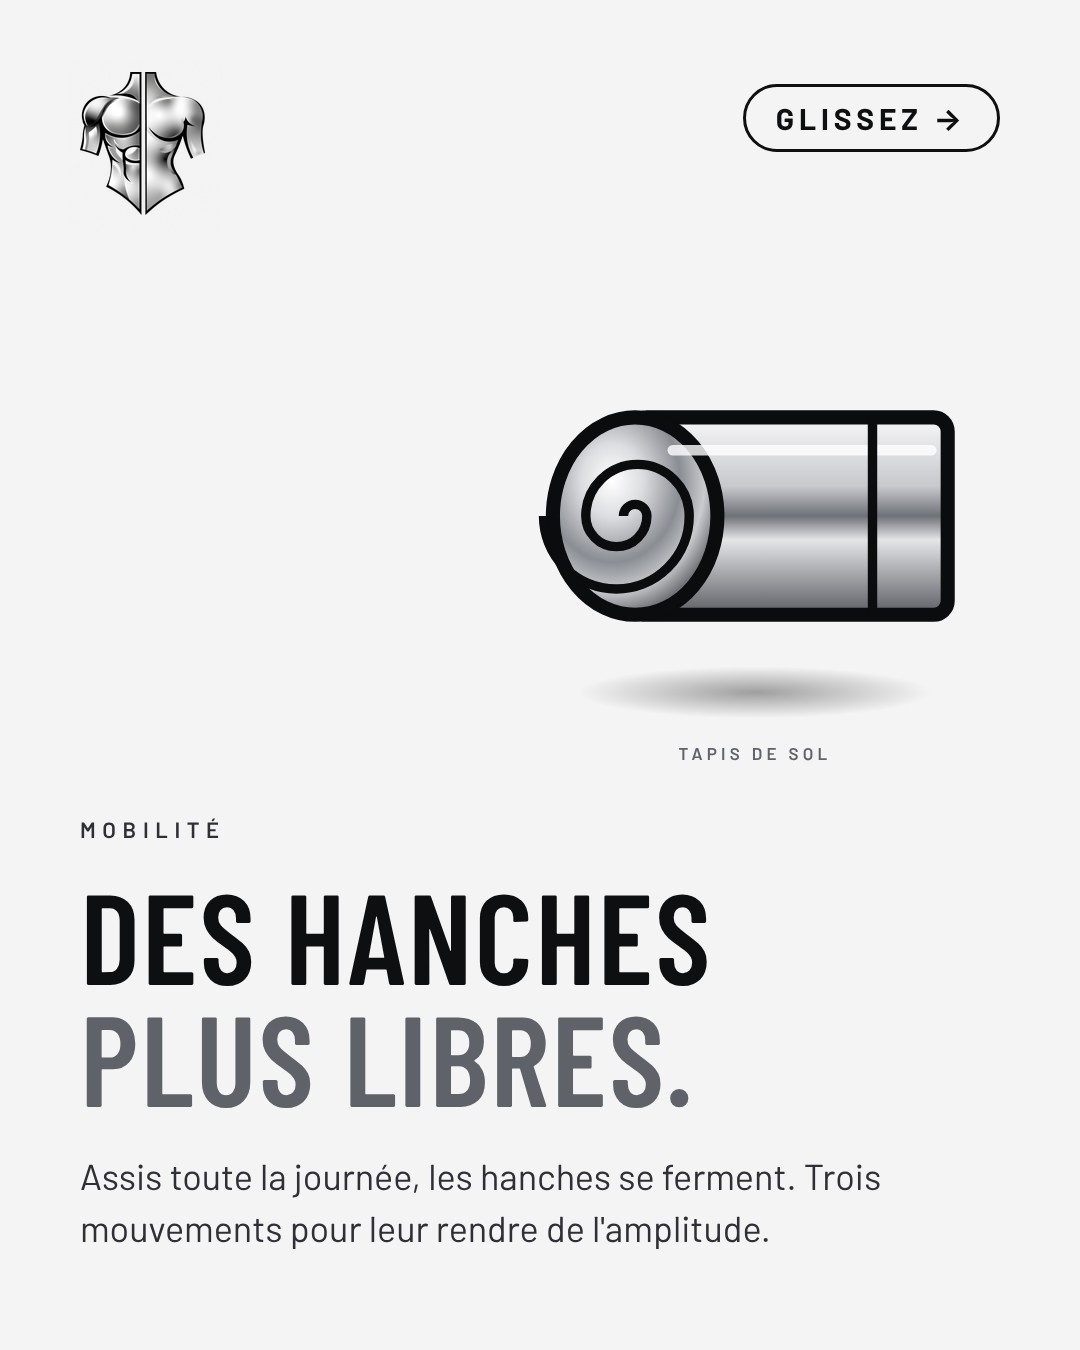 GLISSEZ →
TAPIS DE SOL
MOBILITÉ
DES HANCHES
PLUS LIBRES.
Assis toute la journée, les hanches se ferment. Trois
mouvements pour leur rendre de l'amplitude.